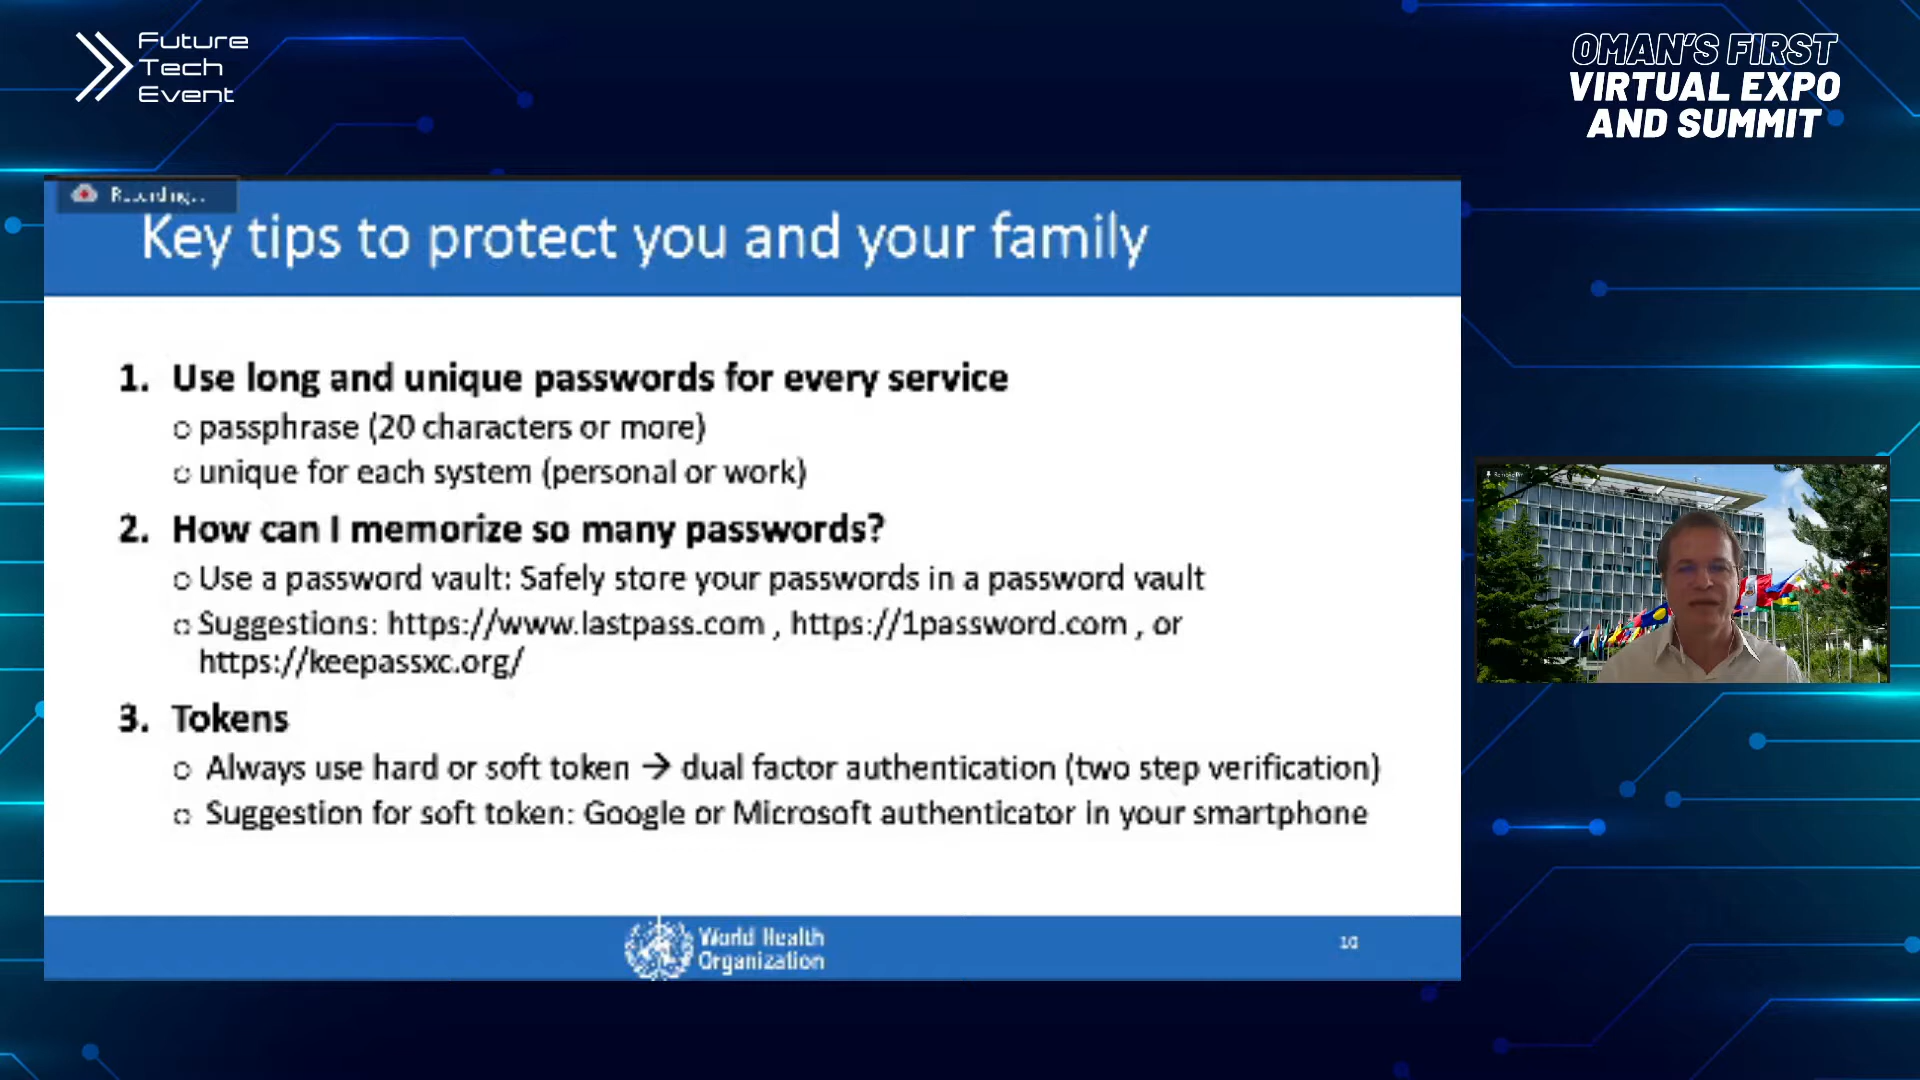 Future
Tech
Event
OMAN'S FIRST
VIRTUAL EXPO
AND SUMMIT
Recording...
Key tips to protect you and your family
1. Use long and unique passwords for every service
o passphrase (20 characters or more)
o unique for each system (personal or work)
2. How can I memorize so many passwords?
o Use a password vault: Safely store your passwords in a password vault
o Suggestions: https://www.lastpass.com , https://1password.com , or
https://keepassxc.org/
3. Tokens
o Always use hard or soft token → dual factor authentication (two step verification)
o Suggestion for soft token: Google or Microsoft authenticator in your smartphone
World Health
Organization
10